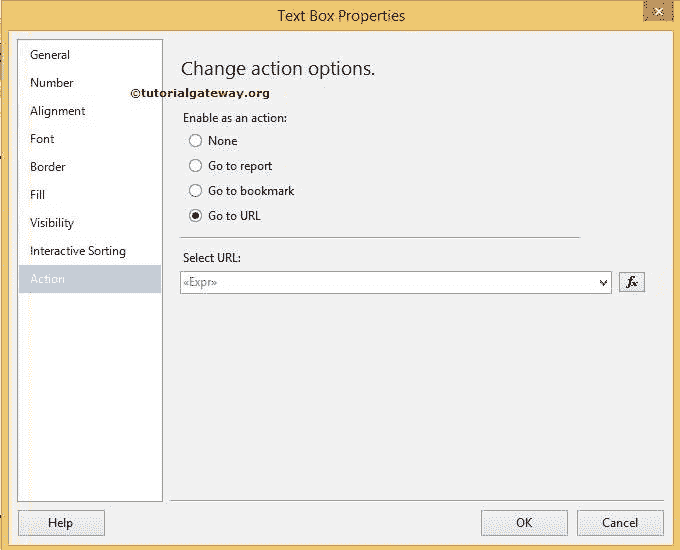 Text Box Properties
General
Number
Alignment
Font
Border
Fill
Visibility
Interactive Sorting
Action
Change action options.
©tutorialgateway.org
Enable as an action:
None
Go to report
Go to bookmark
Go to URL
Select URL:
«Expr»
fx
Help
OK
Cancel